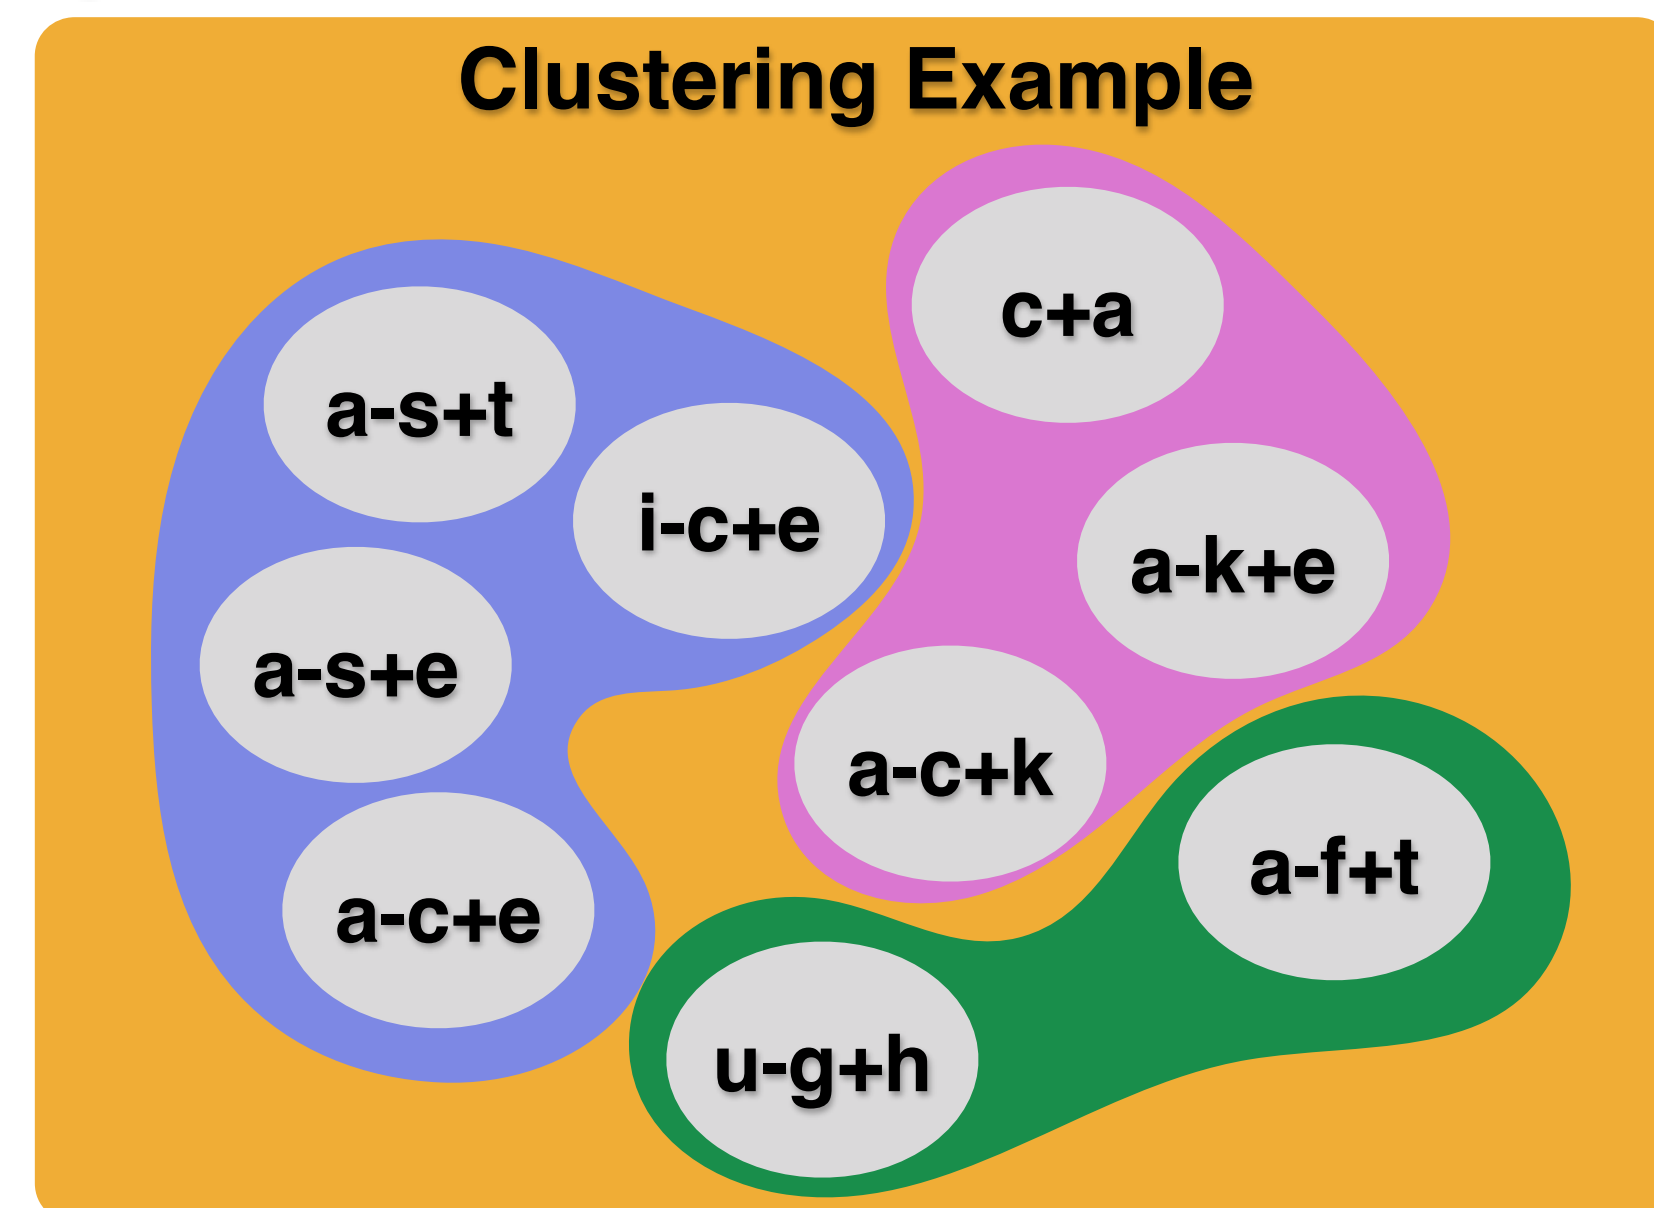 Clustering Example
c+a
a-s+t
i-c+e
a-k+e
a-s+e
a-c+k
a-f+t
a-c+e
u-g+h